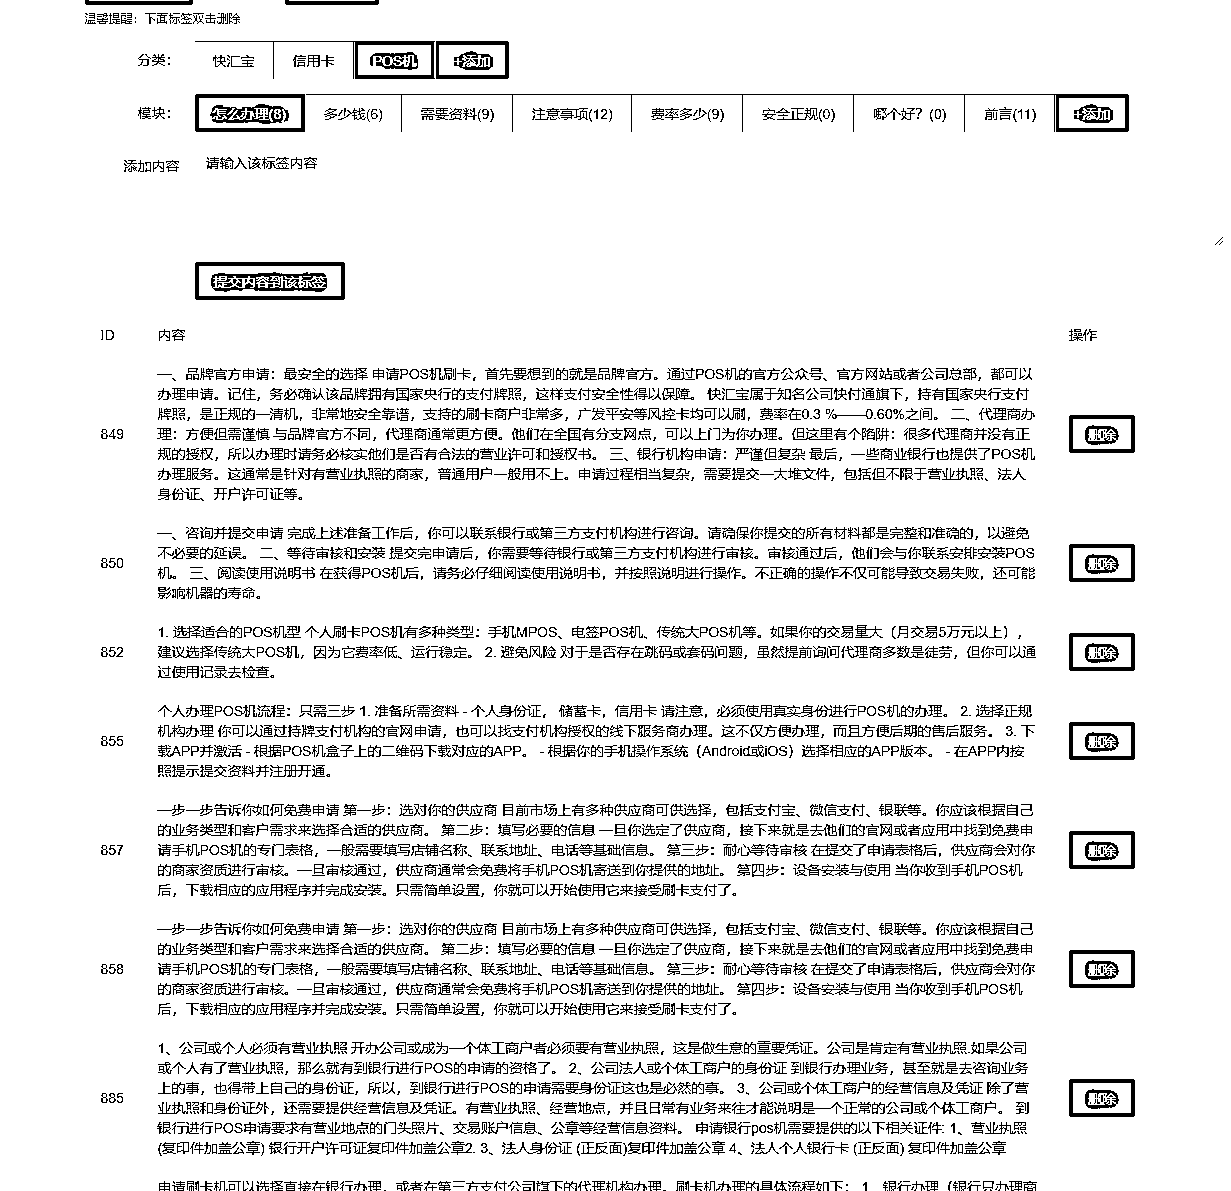 温馨提醒：下面标签双击删除
分类： 快汇宝 信用卡 POS机 +添加
模块： 怎么办理(8) 多少钱(6) 需要资料(9) 注意事项(12) 费率多少(9) 安全正规(0) 哪个好？(0) 前言(11) +添加
添加内容 请输入该标签内容
提交内容到该标签
ID 内容 操作
一、品牌官方申请：最安全的选择 申请POS机刷卡，首先要想到的就是品牌官方。通过POS机的官方公众号、官方网站或者公司总部，都可以
办理申请。记住，务必确认该品牌拥有国家央行的支付牌照，这样支付安全性得以保障。 快汇宝属于知名公司快付通旗下，持有国家央行支付
牌照，是正规的一清机，非常地安全靠谱，支持的刷卡商户非常多，广发平安等风控卡均可以刷，费率在0.3 %——0.60%之间。 二、代理商办
849 理：方便但需谨慎 与品牌官方不同，代理商通常更方便。他们在全国有分支网点，可以上门为你办理。但这里有个陷阱：很多代理商并没有正 删除
规的授权，所以办理时请务必核实他们是否有合法的营业许可和授权书。 三、银行机构申请：严谨但复杂 最后，一些商业银行也提供了POS机
办理服务。这通常是针对有营业执照的商家，普通用户一般用不上。申请过程相当复杂，需要提交一大堆文件，包括但不限于营业执照、法人
身份证、开户许可证等。
一、咨询并提交申请 完成上述准备工作后，你可以联系银行或第三方支付机构进行咨询。请确保你提交的所有材料都是完整和准确的，以避免
不必要的延误。 二、等待审核和安装 提交完申请后，你需要等待银行或第三方支付机构进行审核。审核通过后，他们会与你联系安排安装POS
850 机。 三、阅读使用说明书 在获得POS机后，请务必仔细阅读使用说明书，并按照说明进行操作。不正确的操作不仅可能导致交易失败，还可能 删除
影响机器的寿命。
1. 选择适合的POS机型 个人刷卡POS机有多种类型：手机MPOS、电签POS机、传统大POS机等。如果你的交易量大（月交易5万元以上），
852 建议选择传统大POS机，因为它费率低、运行稳定。 2. 避免风险 对于是否存在跳码或套码问题，虽然提前询问代理商多数是徒劳，但你可以通 删除
过使用记录去检查。
个人办理POS机流程：只需三步 1. 准备所需资料 - 个人身份证， 储蓄卡，信用卡 请注意，必须使用真实身份进行POS机的办理。 2. 选择正规
机构办理 你可以通过持牌支付机构的官网申请，也可以找支付机构授权的线下服务商办理。这不仅方便办理，而且方便后期的售后服务。 3. 下
855 载APP并激活 - 根据POS机盒子上的二维码下载对应的APP。 - 根据你的手机操作系统（Android或iOS）选择相应的APP版本。 - 在APP内按 删除
照提示提交资料并注册开通。
一步一步告诉你如何免费申请 第一步：选对你的供应商 目前市场上有多种供应商可供选择，包括支付宝、微信支付、银联等。你应该根据自己
的业务类型和客户需求来选择合适的供应商。 第二步：填写必要的信息 一旦你选定了供应商，接下来就是去他们的官网或者应用中找到免费申
857 请手机POS机的专门表格，一般需要填写店铺名称、联系地址、电话等基础信息。 第三步：耐心等待审核 在提交了申请表格后，供应商会对你 删除
的商家资质进行审核。一旦审核通过，供应商通常会免费将手机POS机寄送到你提供的地址。 第四步：设备安装与使用 当你收到手机POS机
后，下载相应的应用程序并完成安装。只需简单设置，你就可以开始使用它来接受刷卡支付了。
一步一步告诉你如何免费申请 第一步：选对你的供应商 目前市场上有多种供应商可供选择，包括支付宝、微信支付、银联等。你应该根据自己
的业务类型和客户需求来选择合适的供应商。 第二步：填写必要的信息 一旦你选定了供应商，接下来就是去他们的官网或者应用中找到免费申
858 请手机POS机的专门表格，一般需要填写店铺名称、联系地址、电话等基础信息。 第三步：耐心等待审核 在提交了申请表格后，供应商会对你 删除
的商家资质进行审核。一旦审核通过，供应商通常会免费将手机POS机寄送到你提供的地址。 第四步：设备安装与使用 当你收到手机POS机
后，下载相应的应用程序并完成安装。只需简单设置，你就可以开始使用它来接受刷卡支付了。
1、公司或个人必须有营业执照 开办公司或成为一个体工商户者必须要有营业执照，这是做生意的重要凭证。公司是肯定有营业执照.如果公司
或个人有了营业执照，那么就有到银行进行POS的申请的资格了。 2、公司法人或个体工商户的身份证 到银行办理业务，甚至就是去咨询业务
上的事，也得带上自己的身份证，所以，到银行进行POS的申请需要身份证这也是必然的事。 3、公司或个体工商户的经营信息及凭证 除了营
885 业执照和身份证外，还需要提供经营信息及凭证。有营业执照、经营地点，并且日常有业务来往才能说明是一个正常的公司或个体工商户。 到 删除
银行进行POS申请要求有营业地点的门头照片、交易账户信息、公章等经营信息资料。 申请银行pos机需要提供的以下相关证件: 1、营业执照
(复印件加盖公章) 银行开户许可证复印件加盖公章2. 3、法人身份证 (正反面)复印件加盖公章 4、法人个人银行卡 (正反面) 复印件加盖公章
申请刷卡机可以选择直接在银行办理，或者在第三方支付公司旗下的代理机构办理。刷卡机办理的具体流程如下： 1、银行办理（银行只办理商